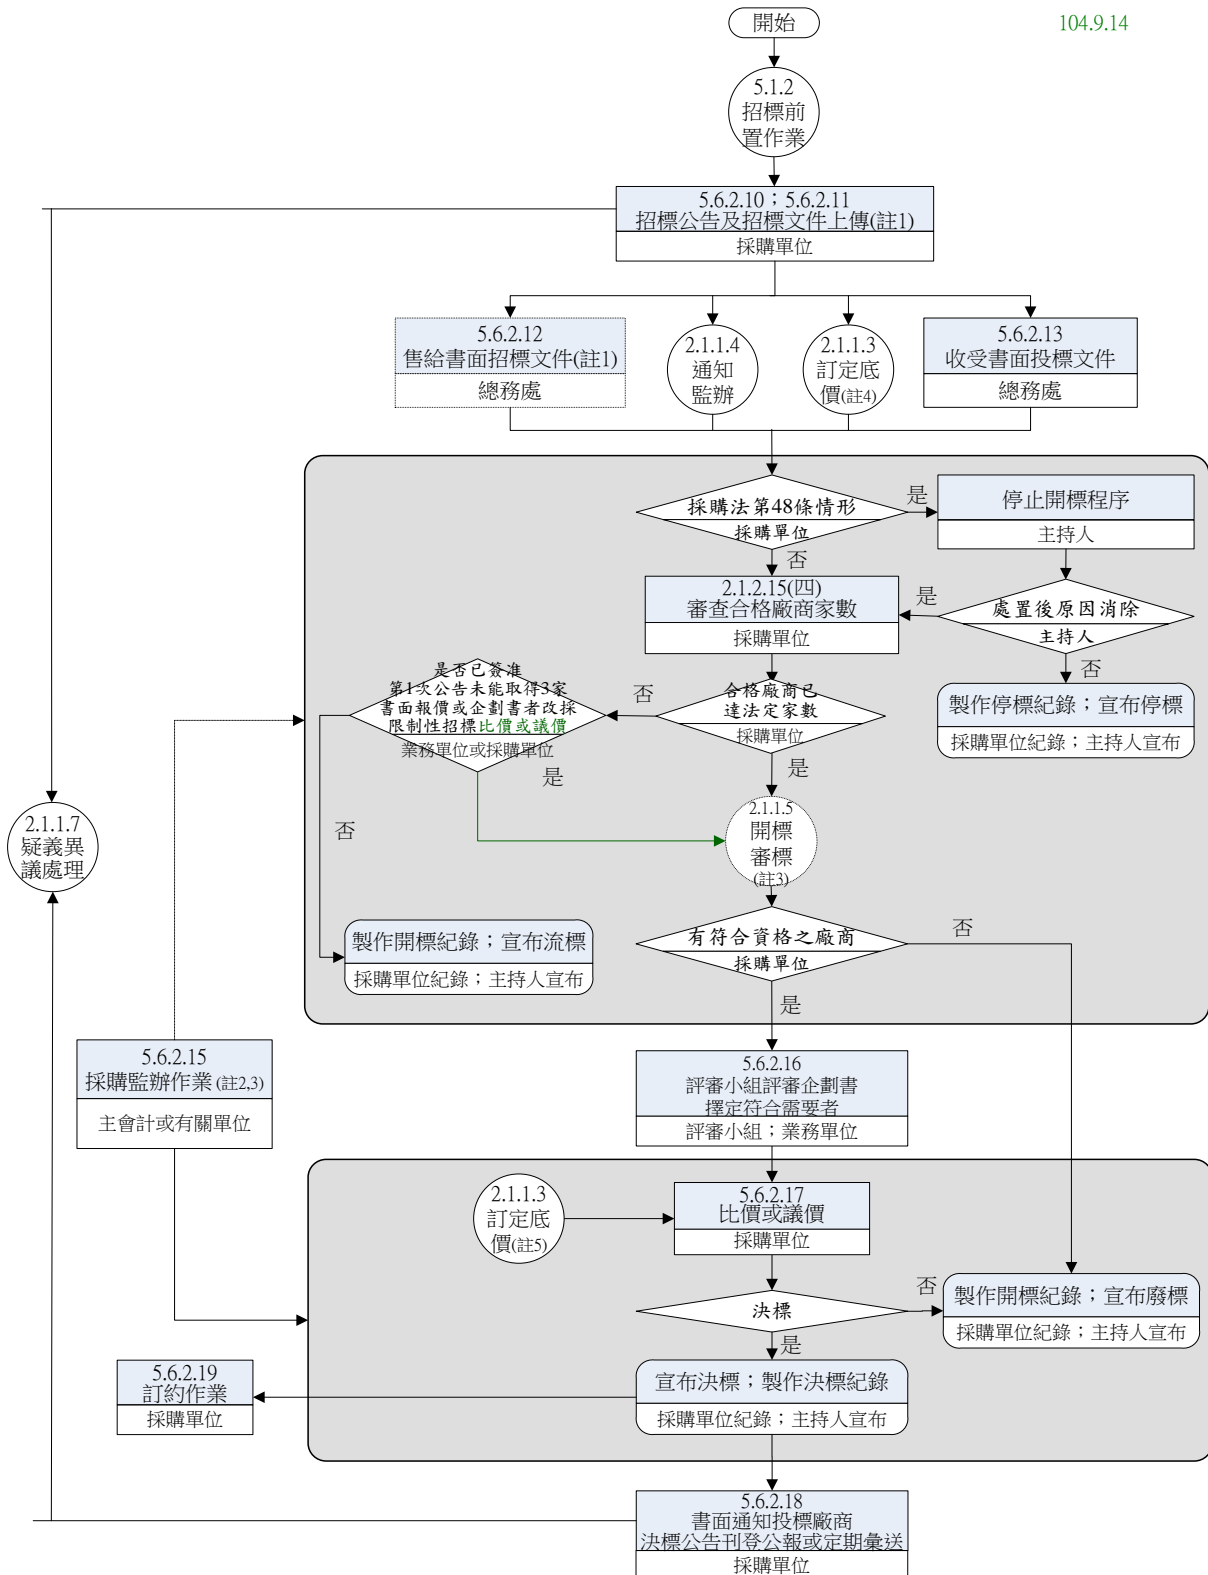 開始
104.9.14
5.1.2
招標前
置作業
5.6.2.10；5.6.2.11
招標公告及招標文件上傳(註1)
採購單位
5.6.2.12
售給書面招標文件(註1)
總務處
2.1.1.4
通知
監辦
2.1.1.3
訂定底
價(註4)
5.6.2.13
收受書面投標文件
總務處
採購法第48條情形
採購單位
是
停止開標程序
主持人
否
2.1.2.15(四)
審查合格廠商家數
採購單位
是
處置後原因消除
主持人
否
製作停標紀錄；宣布停標
採購單位紀錄；主持人宣布
是否已簽准
第1次公告未能取得3家
書面報價或企劃書者改採
限制性招標比價或議價
業務單位或採購單位
否
合格廠商已
達法定家數
採購單位
是
是
否
2.1.1.5
開標
審標
(註3)
2.1.1.7
疑義異
議處理
製作開標紀錄；宣布流標
採購單位紀錄；主持人宣布
有符合資格之廠商
採購單位
否
是
5.6.2.15
採購監辦作業(註2,3)
主會計或有關單位
5.6.2.16
評審小組評審企劃書
擇定符合需要者
評審小組；業務單位
2.1.1.3
訂定底
價(註5)
5.6.2.17
比價或議價
採購單位
決標
否
製作開標紀錄；宣布廢標
採購單位紀錄；主持人宣布
是
5.6.2.19
訂約作業
採購單位
宣布決標；製作決標紀錄
採購單位紀錄；主持人宣布
5.6.2.18
書面通知投標廠商
決標公告刊登公報或定期彙送
採購單位